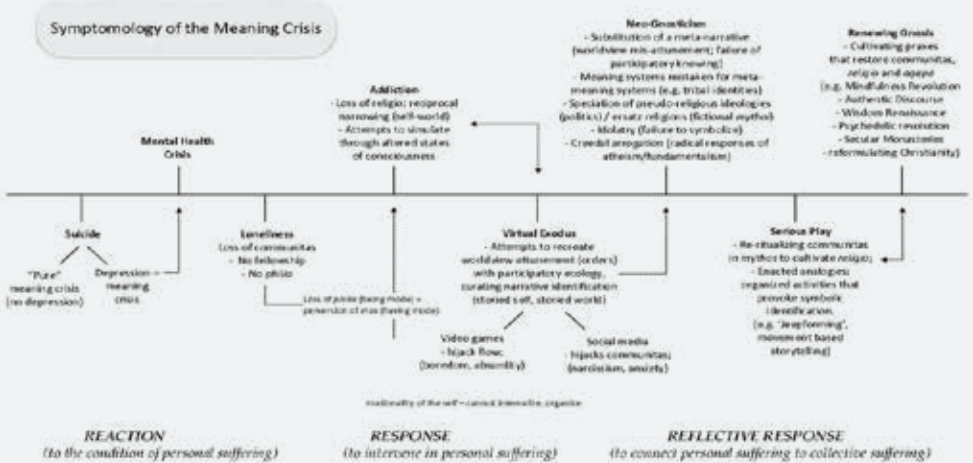 Symptomology of the Meaning Crisis
Mental Health
Crisis
Addiction
- Loss of religio; reciprocal
narrowing (self-world)
- Attempts to simulate
through altered states
of consciousness
Neo-Gnosticism
- Substitution of a meta-narrative
(worldview mis-attunement; failure of
participatory knowing)
- Meaning systems mistaken for meta-
meaning systems (e.g. tribal identities)
- Speciation of pseudo-religious ideologies
(politics) / ersatz religions (fictional mythos)
- Idolatry (failure to symbolize)
- Creedal arrogation (radical responses of
atheism/fundamentalism)
Renewing Gnosis
- Cultivating praxes
that restore communitas,
religio and agape
(e.g. Mindfulness Revolution
- Authentic Discourse
- Wisdom Renaissance
- Psychedelic revolution
- Secular Monasteries
- reformulating Christianity)
Suicide
"Pure"
meaning crisis
(no depression)
Depression –
meaning
crisis
Loneliness
Loss of communitas
- No fellowship
- No philia
Loss of (being mode) =
perversion of (having mode)
Virtual Exodus
- Attempts to recreate
worldview attunement (orders)
with participatory ecology,
curating narrative identification
(storied self, storied world)
Video games
- hijack flow;
(boredom, absurdity)
Social media
- hijacks communitas;
(narcissism, anxiety)
Serious Play
- Re-ritualizing communitas
in mythos to cultivate religio;
- Enacted analogies;
organized activities that
provoke symbolic
identification.
(e.g. 'Jeepforming',
movement based
storytelling)
of the self – cannot
REACTION
(to the condition of personal suffering)
RESPONSE
(to intervene in personal suffering)
REFLECTIVE RESPONSE
(to connect personal suffering to collective suffering)